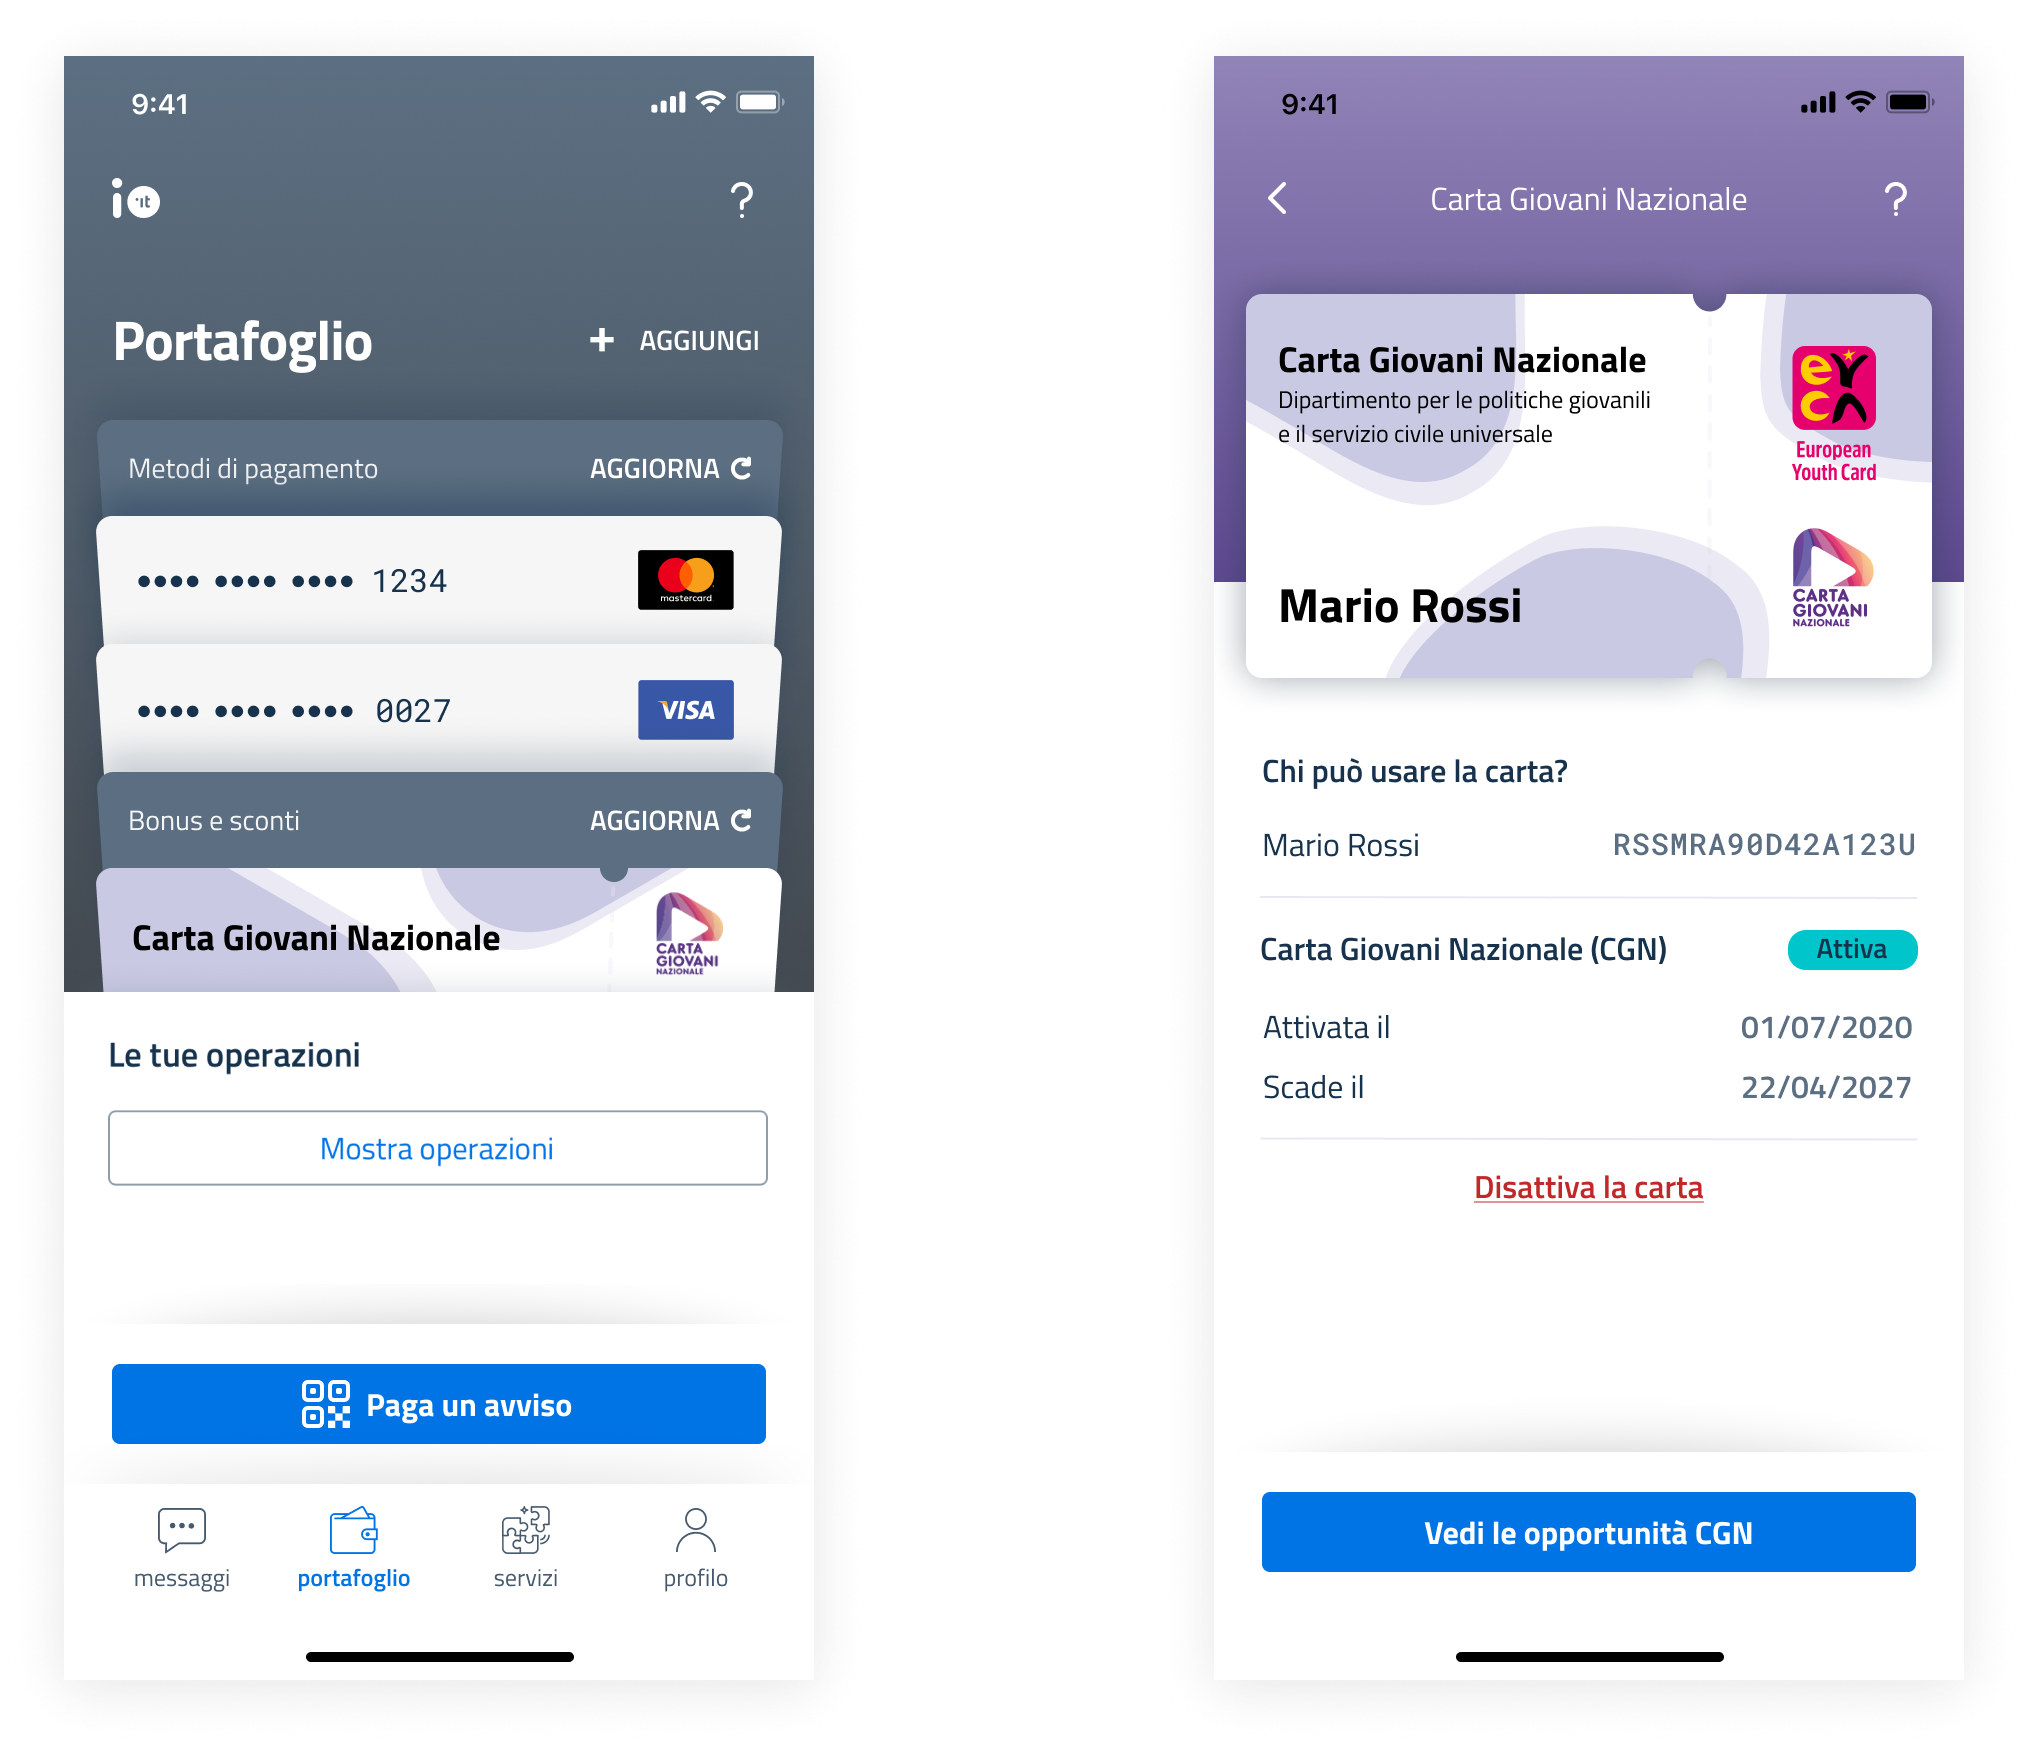 9:41
io
it
?
Portafoglio
+ AGGIUNGI
Metodi di pagamento
AGGIORNA
•••• •••• •••• 1234
mastercard
•••• •••• •••• 0027
VISA
Bonus e sconti
AGGIORNA
Carta Giovani Nazionale
CARTA
GIOVANI
NAZIONALE
Le tue operazioni
Mostra operazioni
Paga un avviso
messaggi
portafoglio
servizi
profilo
9:41
Carta Giovani Nazionale
?
Carta Giovani Nazionale
Dipartimento per le politiche giovanili
e il servizio civile universale
eYCA
European
Youth Card
Mario Rossi
CARTA
GIOVANI
NAZIONALE
Chi può usare la carta?
Mario Rossi
RSSMRA90D42A123U
Carta Giovani Nazionale (CGN)
Attiva
Attivata il
01/07/2020
Scade il
22/04/2027
Disattiva la carta
Vedi le opportunità CGN